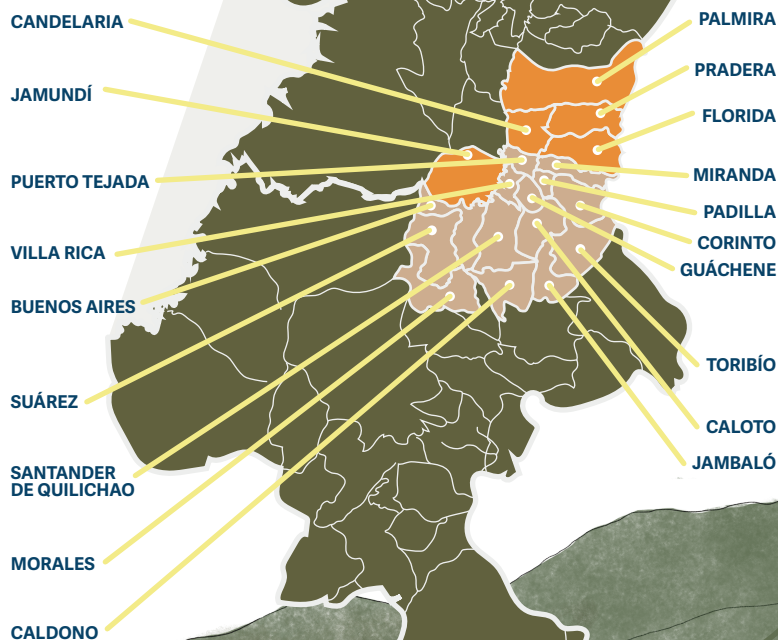 CANDELARIA
JAMUNDÍ
PUERTO TEJADA
VILLA RICA
BUENOS AIRES
SUÁREZ
SANTANDER
DE QUILICHAO
MORALES
CALDONO
PALMIRA
PRADERA
FLORIDA
MIRANDA
PADILLA
CORINTO
GUÁCHENE
TORIBÍO
CALOTO
JAMBALÓ